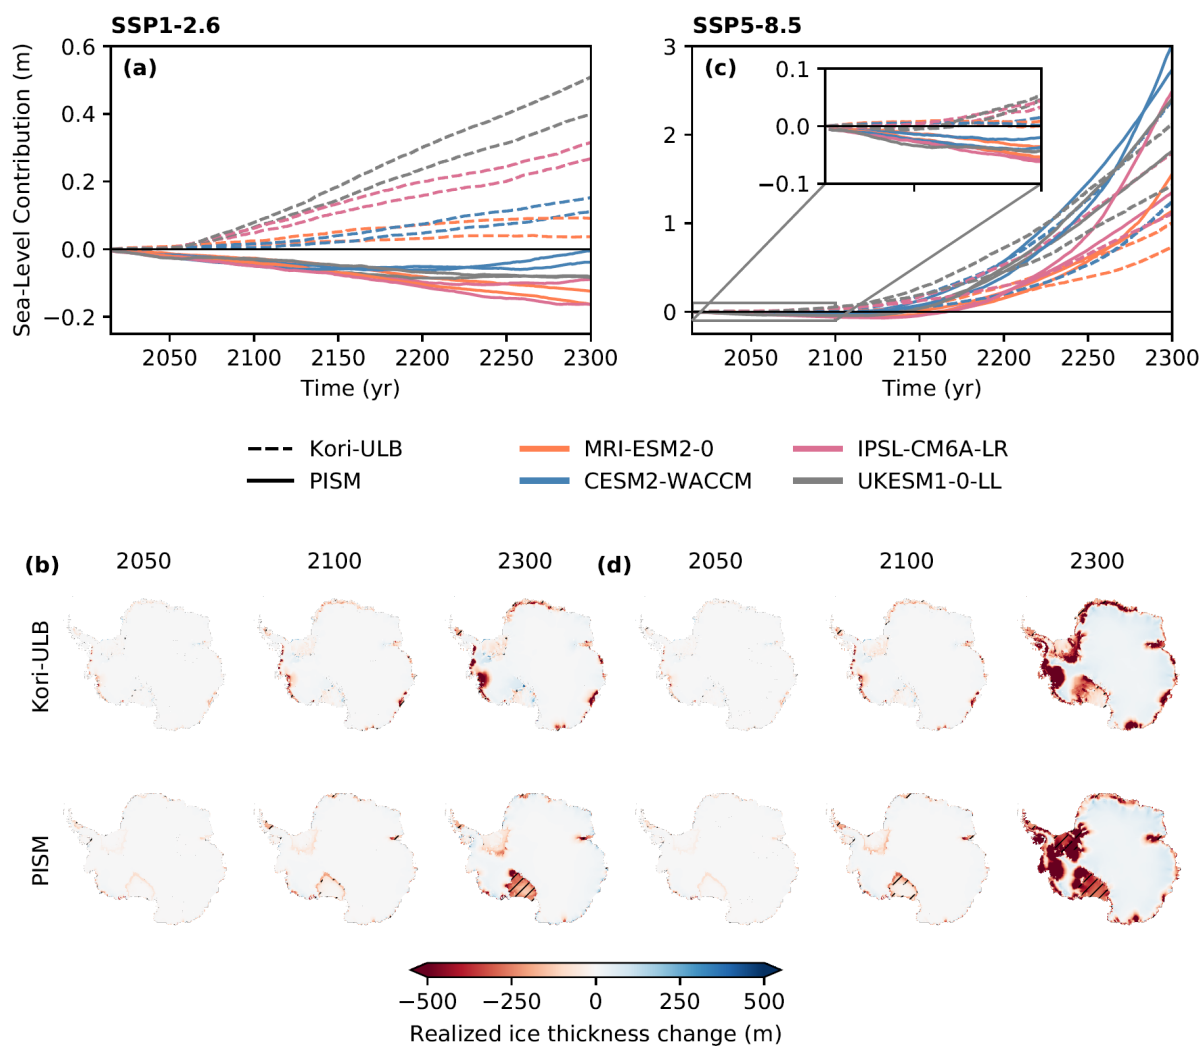 SSP1-2.6
SSP5-8.5
(a)
(c)
Sea-Level Contribution (m)
0.6
0.4
0.2
0.0
−0.2
2050 2100 2150 2200 2250 2300
Time (yr)
3
2
1
0
0.1
0.0
−0.1
2050 2100 2150 2200 2250 2300
Time (yr)
Kori-ULB
PISM
MRI-ESM2-0
CESM2-WACCM
IPSL-CM6A-LR
UKESM1-0-LL
(b) 2050 2100 2300
(d) 2050 2100 2300
Kori-ULB
PISM
−500 −250 0 250 500
Realized ice thickness change (m)